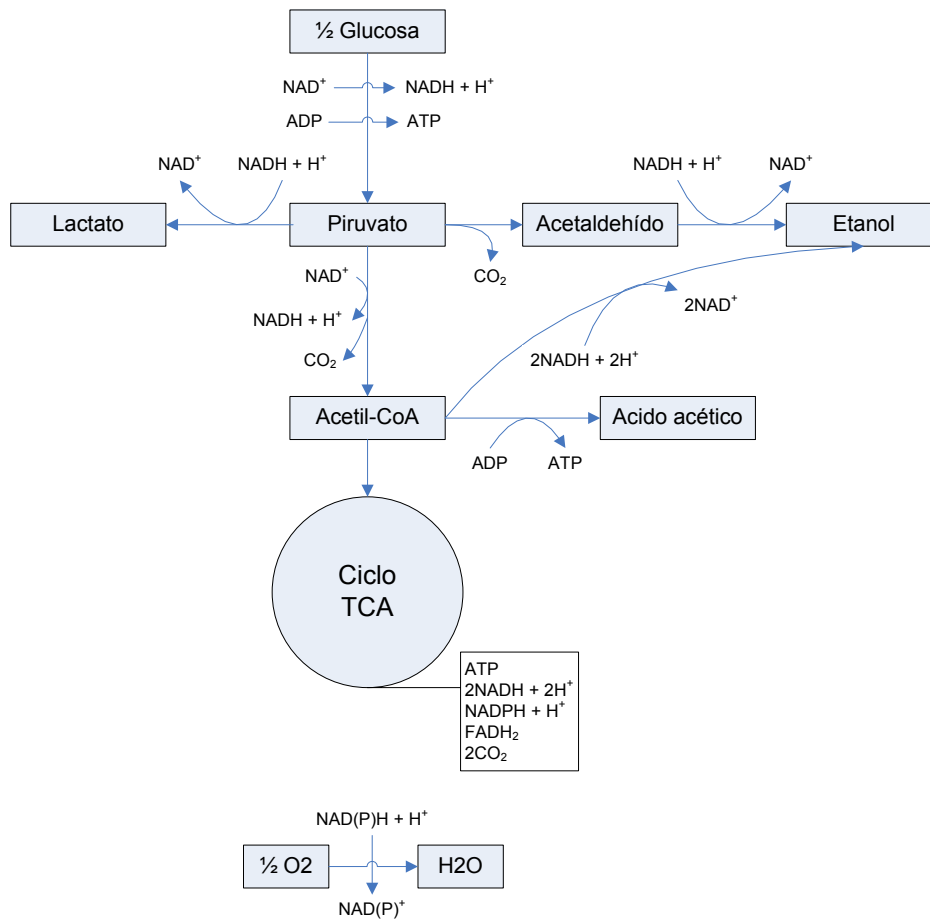 ½ Glucosa
NAD⁺
NADH + H⁺
ADP
ATP
NAD⁺
NADH + H⁺
NADH + H⁺
NAD⁺
Lactato
Piruvato
Acetaldehído
Etanol
NAD⁺
CO₂
NADH + H⁺
2NAD⁺
CO₂
2NADH + 2H⁺
Acetil-CoA
Acido acético
ADP
ATP
Ciclo
TCA
ATP
2NADH + 2H⁺
NADPH + H⁺
FADH₂
2CO₂
NAD(P)H + H⁺
½ O2
H2O
NAD(P)⁺